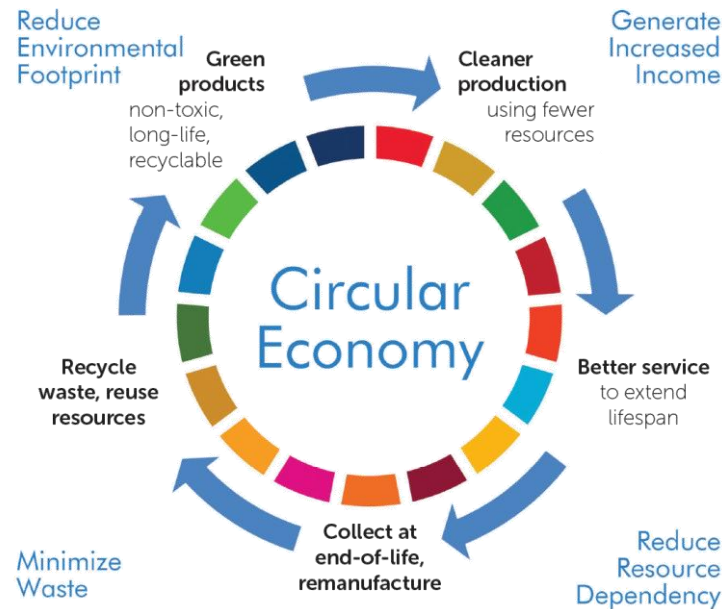 Reduce
Environmental
Footprint
Generate
Increased
Income
Green
products
non-toxic,
long-life,
recyclable
Cleaner
production
using fewer
resources
Circular
Economy
Recycle
waste, reuse
resources
Better service
to extend
lifespan
Collect at
end-of-life,
remanufacture
Minimize
Waste
Reduce
Resource
Dependency